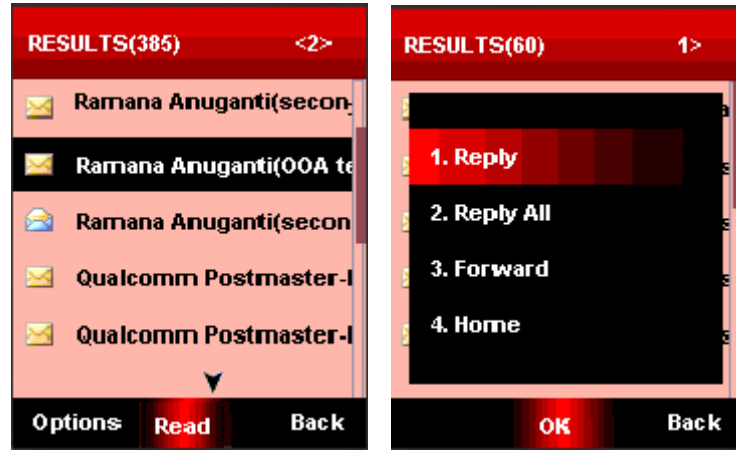 RESULTS(385) <2>
Ramana Anuganti(secon
Ramana Anuganti(OOA te
Ramana Anuganti(secon
Qualcomm Postmaster-
Qualcomm Postmaster-
Options Read Back
RESULTS(60) 1>
1. Reply
2. Reply All
3. Forward
4. Home
OK Back